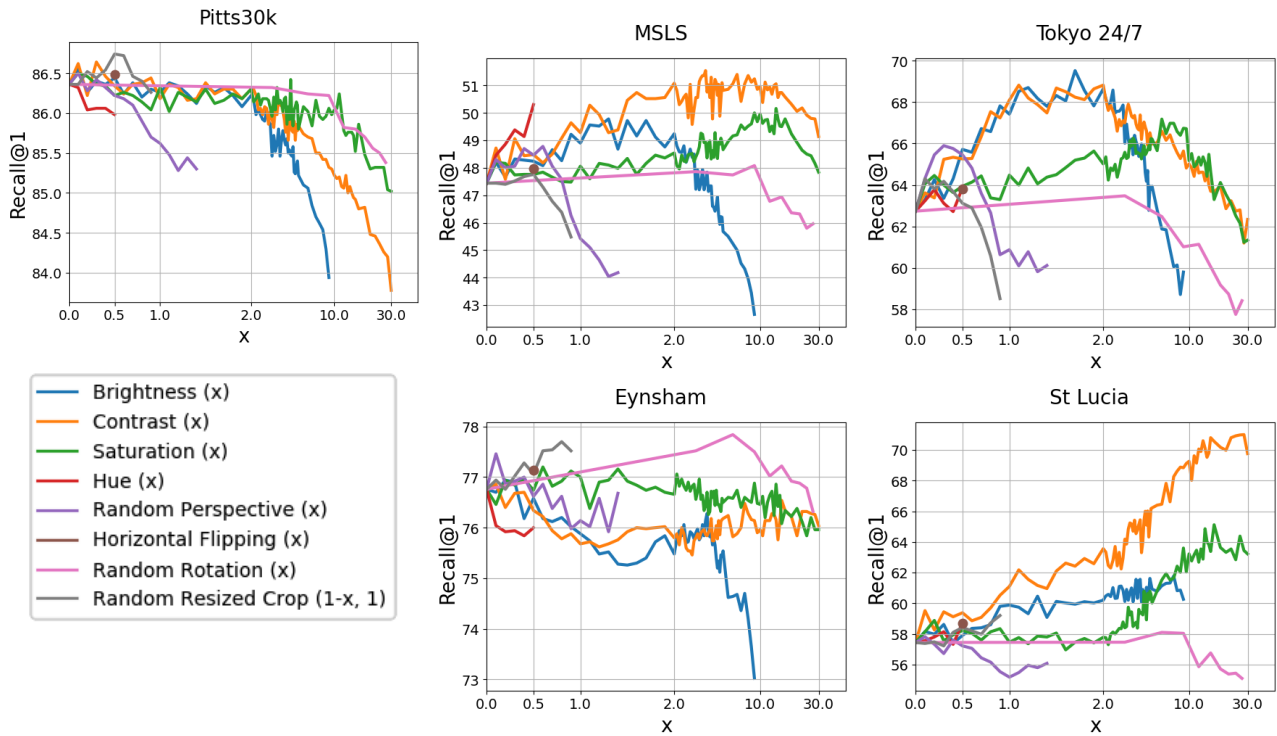 Pitts30k
Recall@1
86.5
86.0
85.5
85.0
84.0
0.0 0.5 1.0 2.0 10.0 30.0
x
MSLS
Recall@1
51
50
49
48
47
46
45
44
43
0.0 0.5 1.0 2.0 10.0 30.0
x
Tokyo 24/7
Recall@1
70
68
66
64
62
60
58
0.0 0.5 1.0 2.0 10.0 30.0
x
Brightness (x)
Contrast (x)
Saturation (x)
Hue (x)
Random Perspective (x)
Horizontal Flipping (x)
Random Rotation (x)
Random Resized Crop (1-x, 1)
Eynsham
Recall@1
78
77
76
75
74
73
0.0 0.5 1.0 2.0 10.0 30.0
x
St Lucia
Recall@1
70
68
66
64
62
60
58
56
0.0 0.5 1.0 2.0 10.0 30.0
x